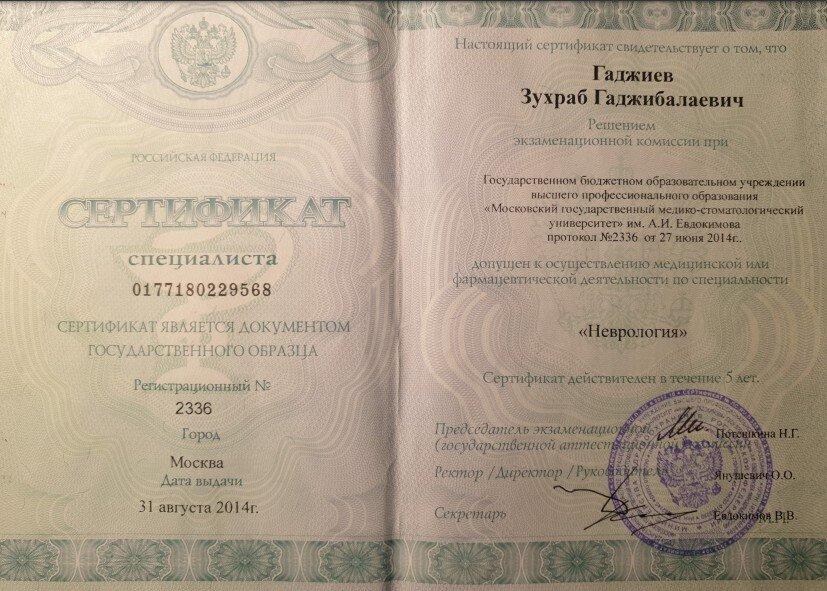 РОССИЙСКАЯ ФЕДЕРАЦИЯ
СЕРТИФИКАТ
специалиста
0177180229568
СЕРТИФИКАТ ЯВЛЯЕТСЯ ДОКУМЕНТОМ
ГОСУДАРСТВЕННОГО ОБРАЗЦА
Регистрационный №
2336
Город
Москва
Дата выдачи
31 августа 2014г.
Настоящий сертификат свидетельствует о том, что
Гаджиев
Зухраб Гаджибалаевич
Решением
экзаменационной комиссии при
Государственном бюджетном образовательном учреждении
высшего профессионального образования
«Московский государственный медико-стоматологический
университет» им. А.И. Евдокимова
протокол №2336 от 27 июня 2014г..
допущен к осуществлению медицинской или
фармацевтической деятельности по специальности
«Неврология»
Сертификат действителен в течение 5 лет.
Председатель экзаменационной
(государственной Потешкина Н.Г.
Ректор /Директор /Руководитель Янушевич О.О.
Секретарь Евдокимов В.В.